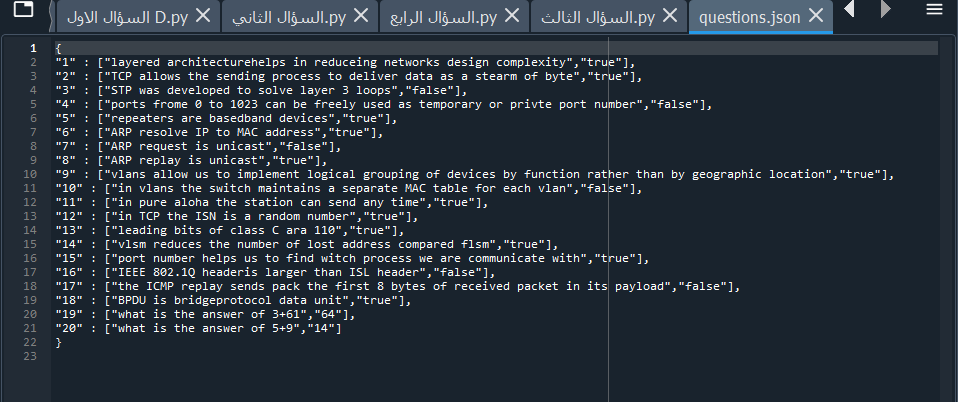 السؤال الاول D.py
السؤال الثاني.py
السؤال الرابع.py
السؤال الثالث.py
questions.json
1 {
2 "1" : ["layered architecturehelps in reduceing networks design complexity","true"],
3 "2" : ["TCP allows the sending process to deliver data as a stearm of byte","true"],
4 "3" : ["STP was developed to solve layer 3 loops","false"],
5 "4" : ["ports frome 0 to 1023 can be freely used as temporary or privte port number","false"],
6 "5" : ["repeaters are basedband devices","true"],
7 "6" : ["ARP resolve IP to MAC address","true"],
8 "7" : ["ARP request is unicast","false"],
9 "8" : ["ARP replay is unicast","true"],
10 "9" : ["vlans allow us to implement logical grouping of devices by function rather than by geographic location","true"],
11 "10" : ["in vlans the switch maintains a separate MAC table for each vlan","false"],
12 "11" : ["in pure aloha the station can send any time","true"],
13 "12" : ["in TCP the ISN is a random number","true"],
14 "13" : ["leading bits of class C ara 110","true"],
15 "14" : ["vlsm reduces the number of lost address compared flsm","true"],
16 "15" : ["port number helps us to find witch process we are communicate with","true"],
17 "16" : ["IEEE 802.1Q headeris larger than ISL header","false"],
18 "17" : ["the ICMP replay sends pack the first 8 bytes of received packet in its payload","false"],
19 "18" : ["BPDU is bridgeprotocol data unit","true"],
20 "19" : ["what is the answer of 3+61","64"],
21 "20" : ["what is the answer of 5+9","14"]
22 }
23